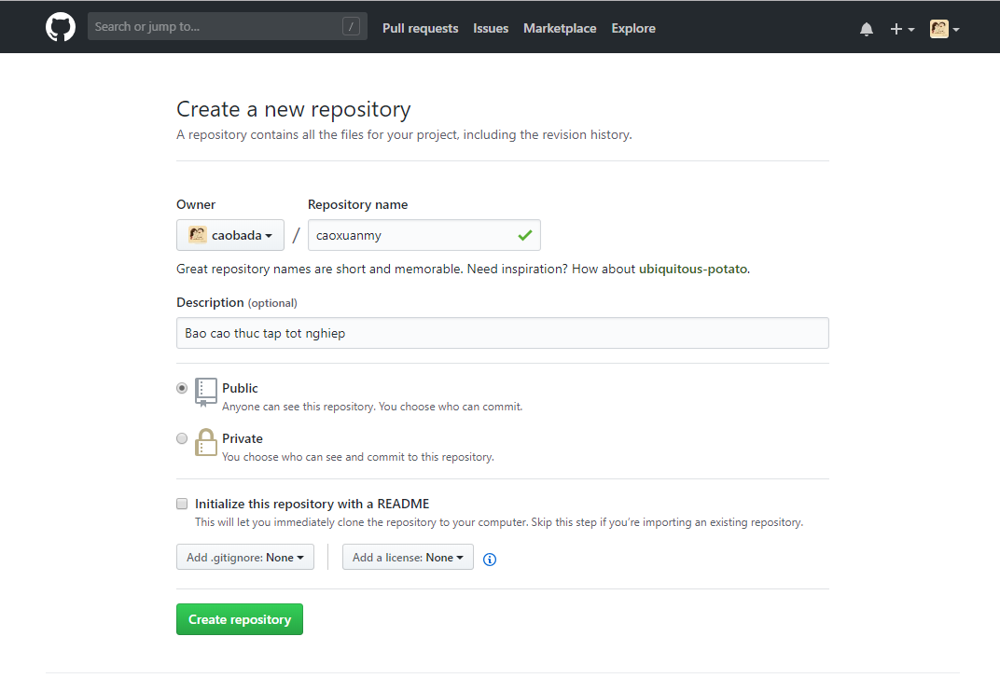 Search or jump to... / Pull requests Issues Marketplace Explore
Create a new repository
A repository contains all the files for your project, including the revision history.
Owner Repository name
caobada / caoxuanmy
Great repository names are short and memorable. Need inspiration? How about ubiquitous-potato.
Description (optional)
Bao cao thuc tap tot nghiep
Public
Anyone can see this repository. You choose who can commit.
Private
You choose who can see and commit to this repository.
Initialize this repository with a README
This will let you immediately clone the repository to your computer. Skip this step if you're importing an existing repository.
Add .gitignore: None Add a license: None
Create repository